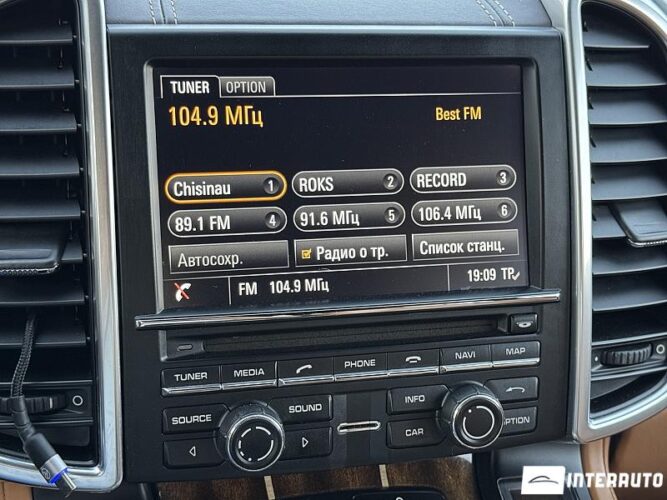 INTERAUTO
TUNER OPTION
104.9 МГц Best FM
Chisinau 1 ROKS 2 RECORD 3
89.1 FM 4 91.6 МГц 5 106.4 МГц 6
Автосохр. Радио о тр. Список станц.
FM 104.9 МГц 19:09 TP
TUNER MEDIA PHONE NAVI MAP
SOURCE SOUND INFO
CAR OPTION
INTERAUTO